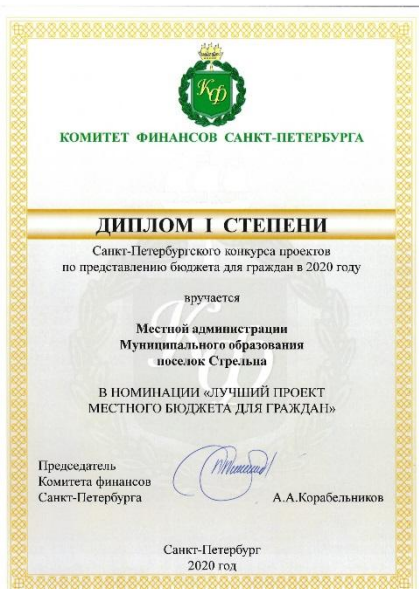 КФ
КОМИТЕТ ФИНАНСОВ САНКТ-ПЕТЕРБУРГА
ДИПЛОМ I СТЕПЕНИ
Санкт-Петербургского конкурса проектов
по представлению бюджета для граждан в 2020 году
вручается
Местной администрации
Муниципального образования
поселок Стрельна
В НОМИНАЦИИ «ЛУЧШИЙ ПРОЕКТ
МЕСТНОГО БЮДЖЕТА ДЛЯ ГРАЖДАН»
Председатель
Комитета финансов
Санкт-Петербурга
А.А.Корабельников
Санкт-Петербург
2020 год